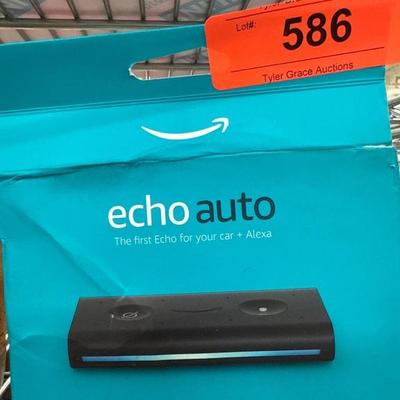 Lot#:
586
Tyler Grace Auctions
echo auto
The first Echo for your car + Alexa